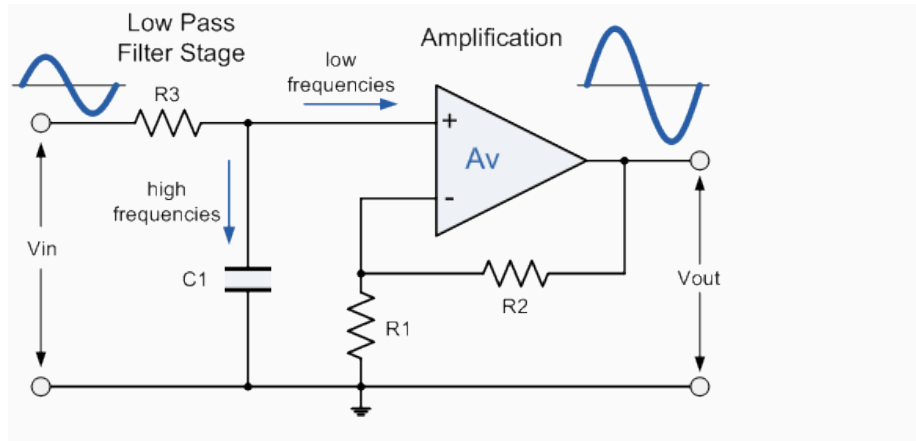 Low Pass
Filter Stage
Amplification
low
frequencies
R3
+
Av
-
high
frequencies
Vin
C1
R2
Vout
R1